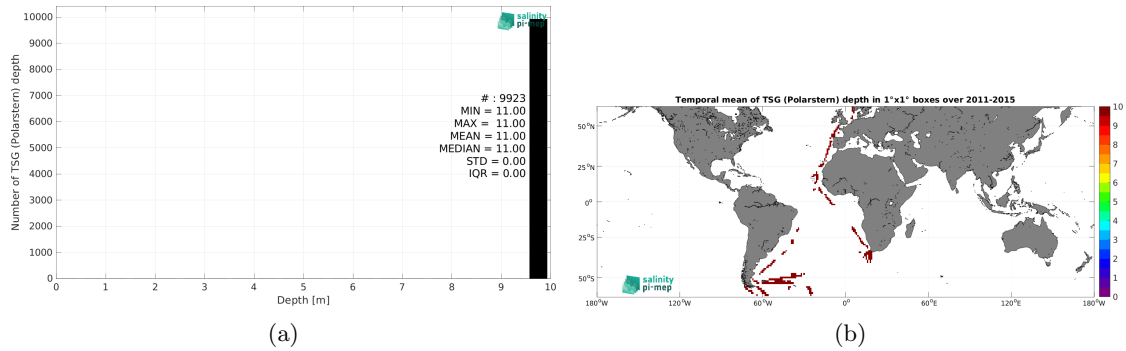 10000
9000
8000
7000
6000
5000
4000
3000
2000
1000
0
Number of TSG (Polarstern) depth
salinity
pi-mep
# : 9923
MIN = 11.00
MAX = 11.00
MEAN = 11.00
MEDIAN = 11.00
STD = 0.00
IQR = 0.00
0 1 2 3 4 5 6 7 8 9 10
Depth [m]
(a)
Temporal mean of TSG (Polarstern) depth in 1°x1° boxes over 2011-2015
50°N
25°N
0°
25°S
50°S
salinity
pi-mep
180°W 120°W 60°W 0° 60°E 120°E 180°W
10
9
8
7
6
5
4
3
2
1
0
(b)